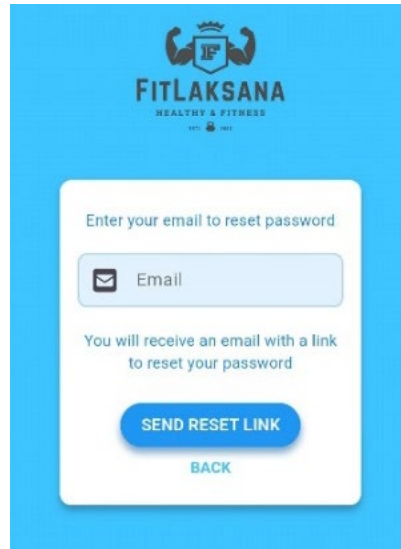 F
FITLAKSANA
HEALTHY & FITNESS
Enter your email to reset password
Email
You will receive an email with a link
to reset your password
SEND RESET LINK
BACK